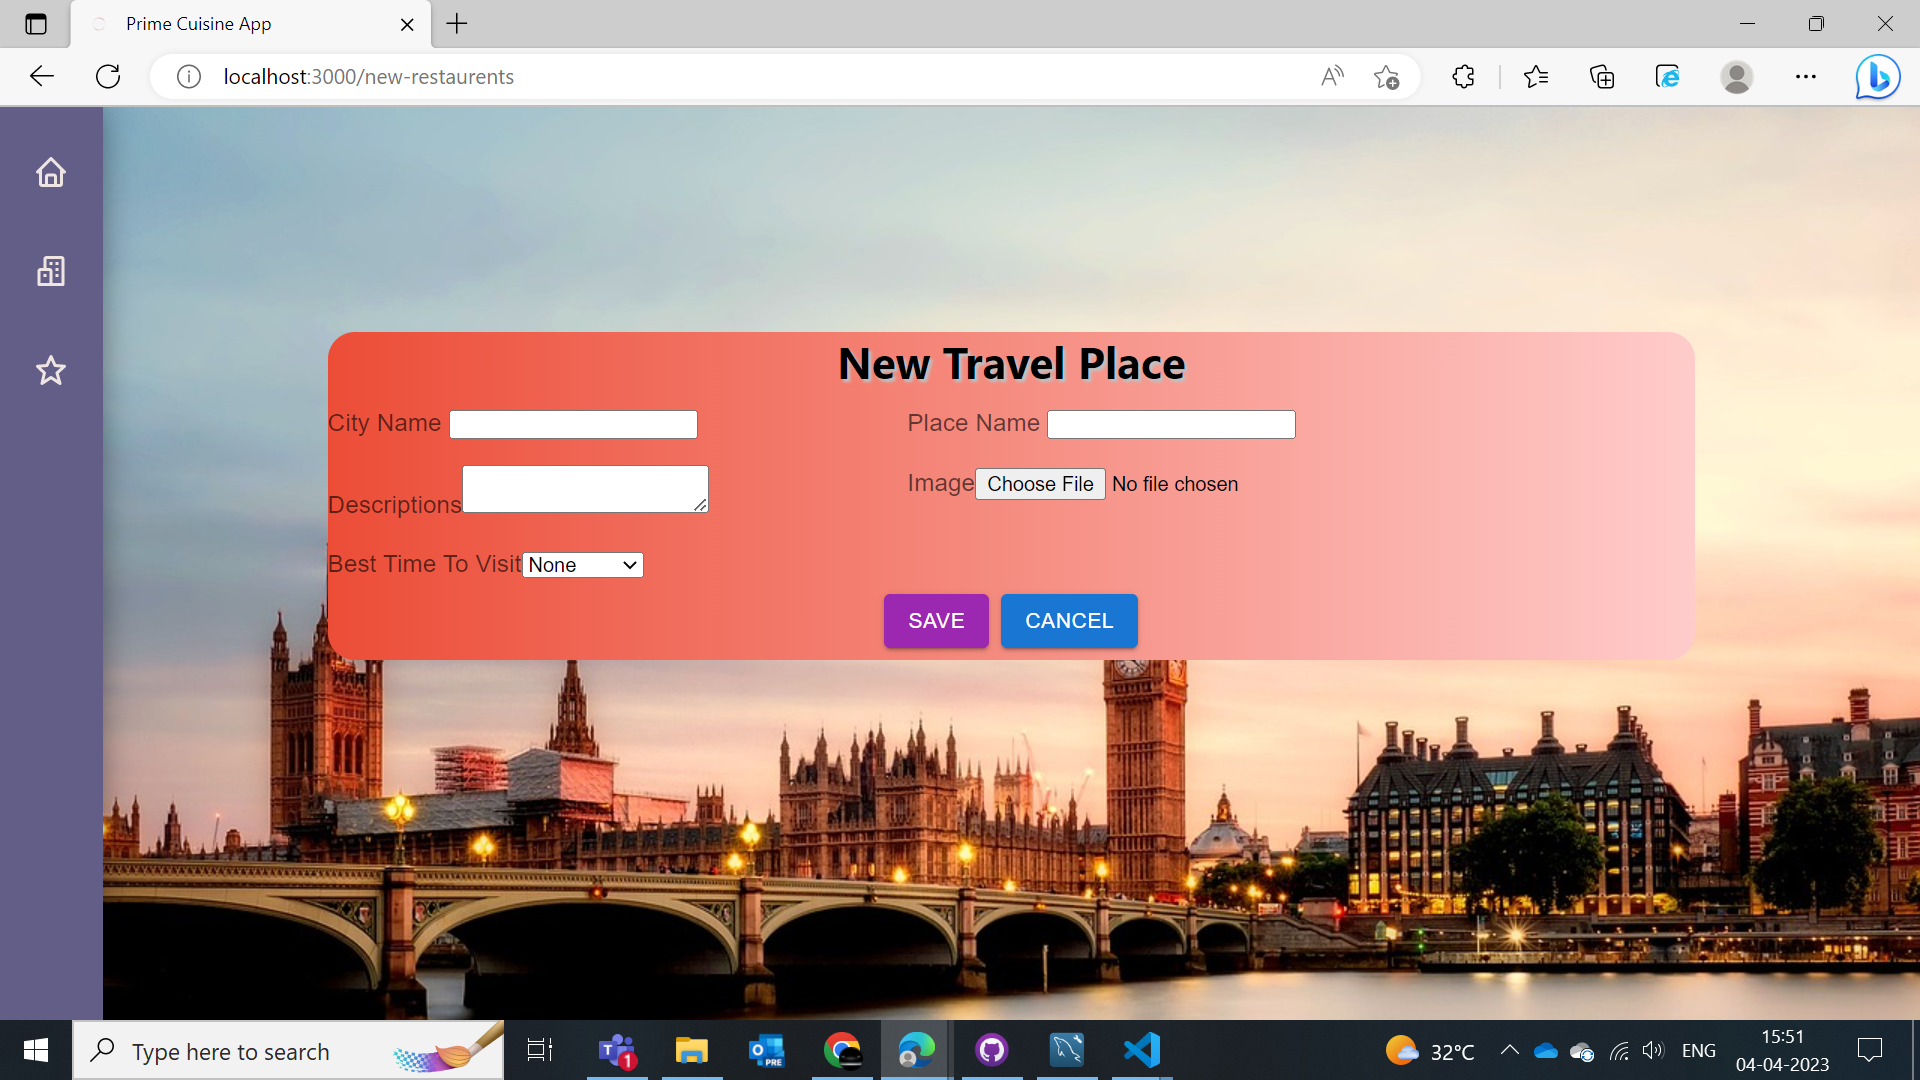 Prime Cuisine App
localhost:3000/new-restaurents
New Travel Place
City Name
Place Name
Descriptions
Image Choose File No file chosen
Best Time To Visit None
SAVE CANCEL
Type here to search
T 1
O PRE
32°C
ENG
15:51
04-04-2023